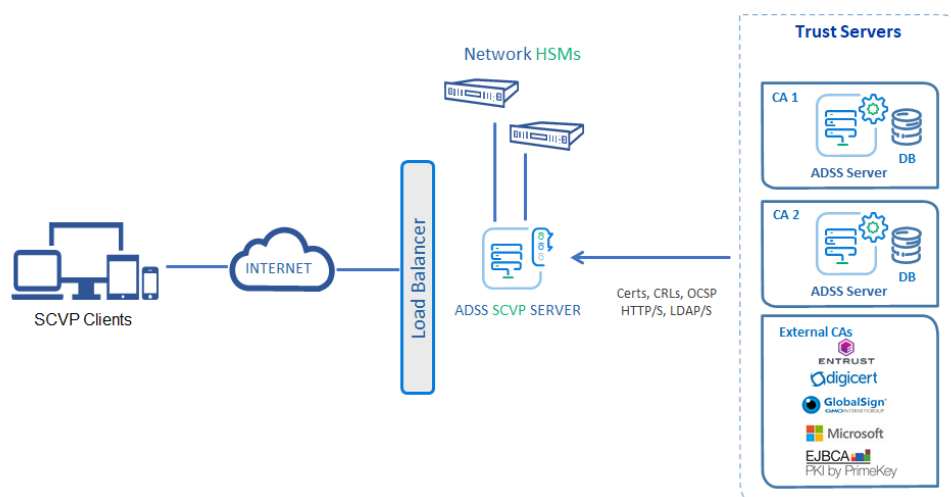 Trust Servers
Network HSMs
CA 1
DB
ADSS Server
CA 2
DB
ADSS Server
Load Balancer
INTERNET
SCVP Clients
ADSS SCVP SERVER
Certs, CRLs, OCSP
HTTP/S, LDAP/S
External CAs
ENTRUST
digicert
GlobalSign
GMO INTERNET GROUP
Microsoft
EJBCA
PKI by PrimeKey